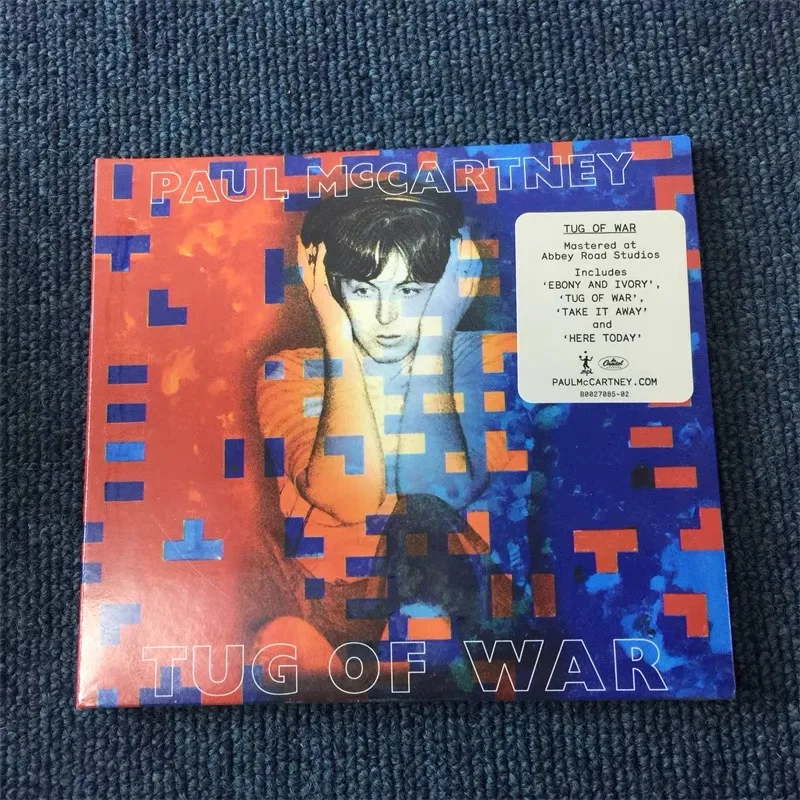 PAUL McCARTNEY
TUG OF WAR
Mastered at
Abbey Road Studios
Includes
‘EBONY AND IVORY’,
‘TUG OF WAR’,
‘TAKE IT AWAY’
and
‘HERE TODAY’
Capitol
PAULMcCARTNEY.COM
B0027085-02
TUG OF WAR